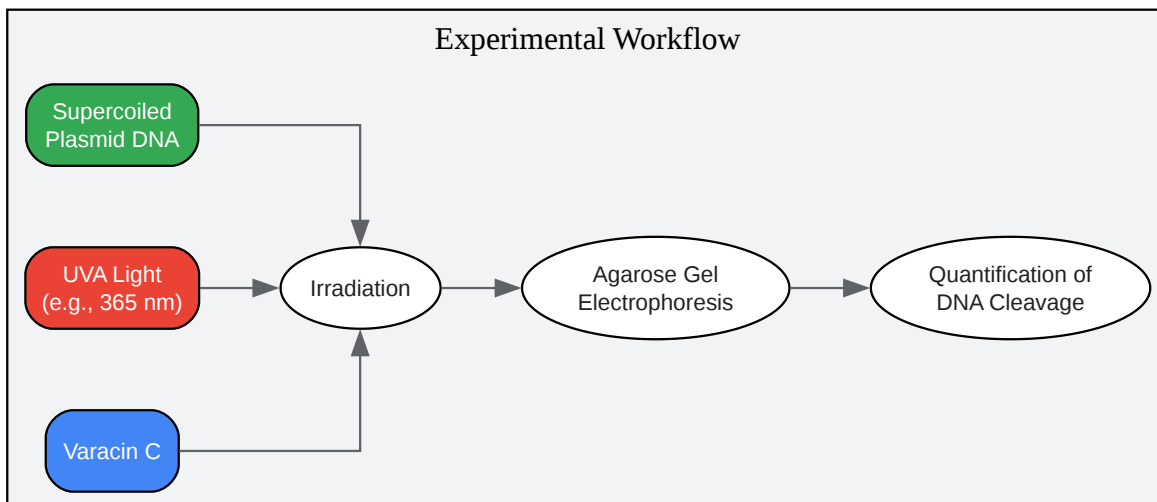 Experimental Workflow
Supercoiled
Plasmid DNA
UVA Light
(e.g., 365 nm)
Irradiation
Agarose Gel
Electrophoresis
Quantification of
DNA Cleavage
Varacin C